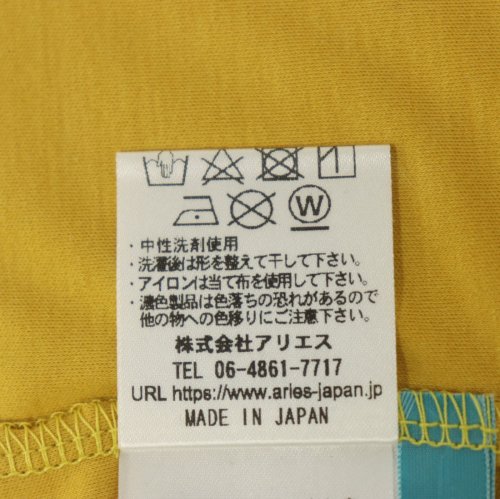 W
・中性洗剤使用
・洗濯後は形を整えて干して下さい。
・アイロンは当て布を使用して下さい。
・濃色製品は色落ちの恐れがあるので
他の物への色移りにご注意下さい。
株式会社アリエス
TEL 06-4861-7717
URL https://www.aries-japan.jp
MADE IN JAPAN